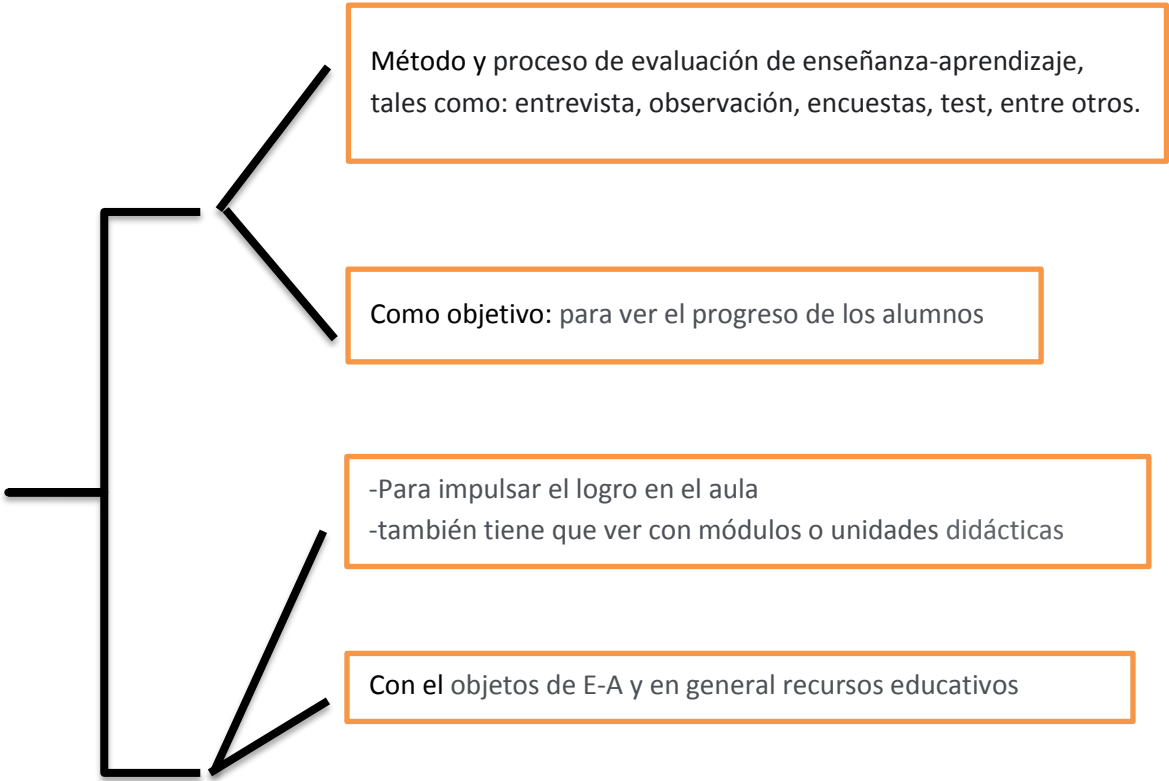 Método y proceso de evaluación de enseñanza-aprendizaje,
tales como: entrevista, observación, encuestas, test, entre otros.
Como objetivo: para ver el progreso de los alumnos
-Para impulsar el logro en el aula
-también tiene que ver con módulos o unidades didácticas
Con el objetos de E-A y en general recursos educativos